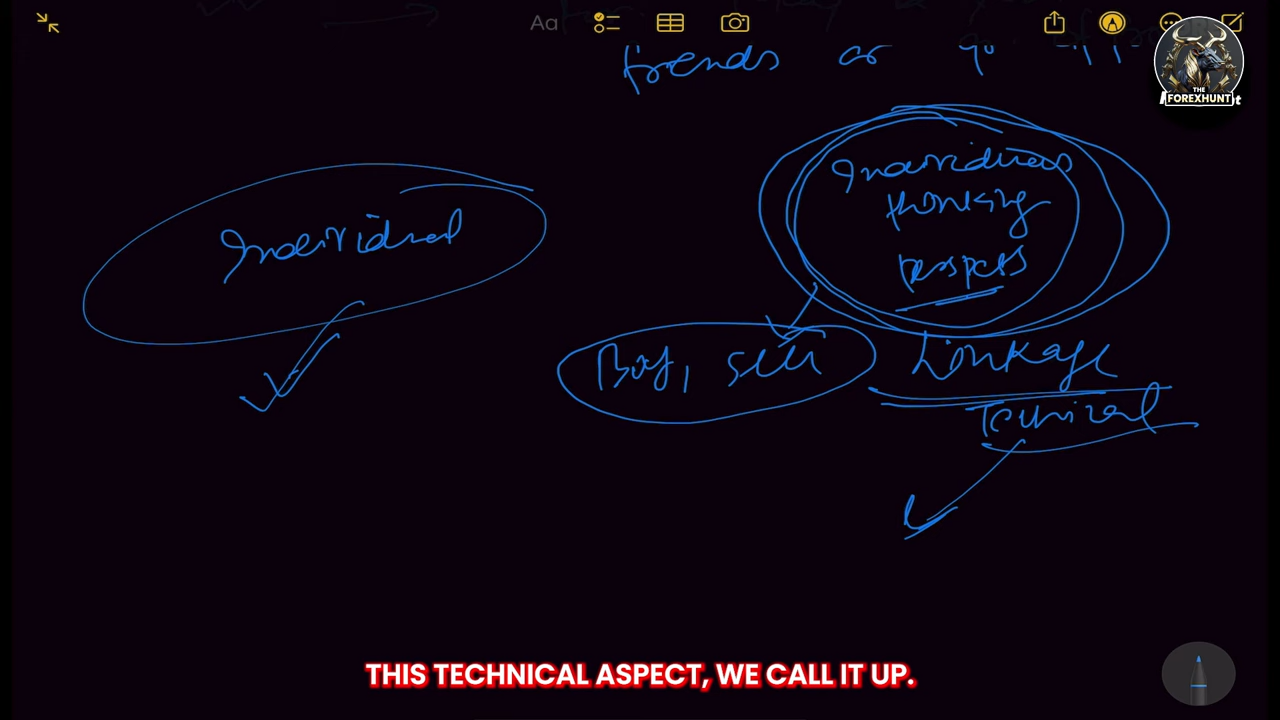 Aa
THE
FOREXHUNT
friends or go
Individual
thinking
Individual
Buy, sell
Linkage
Technical
THIS TECHNICAL ASPECT, WE CALL IT UP.